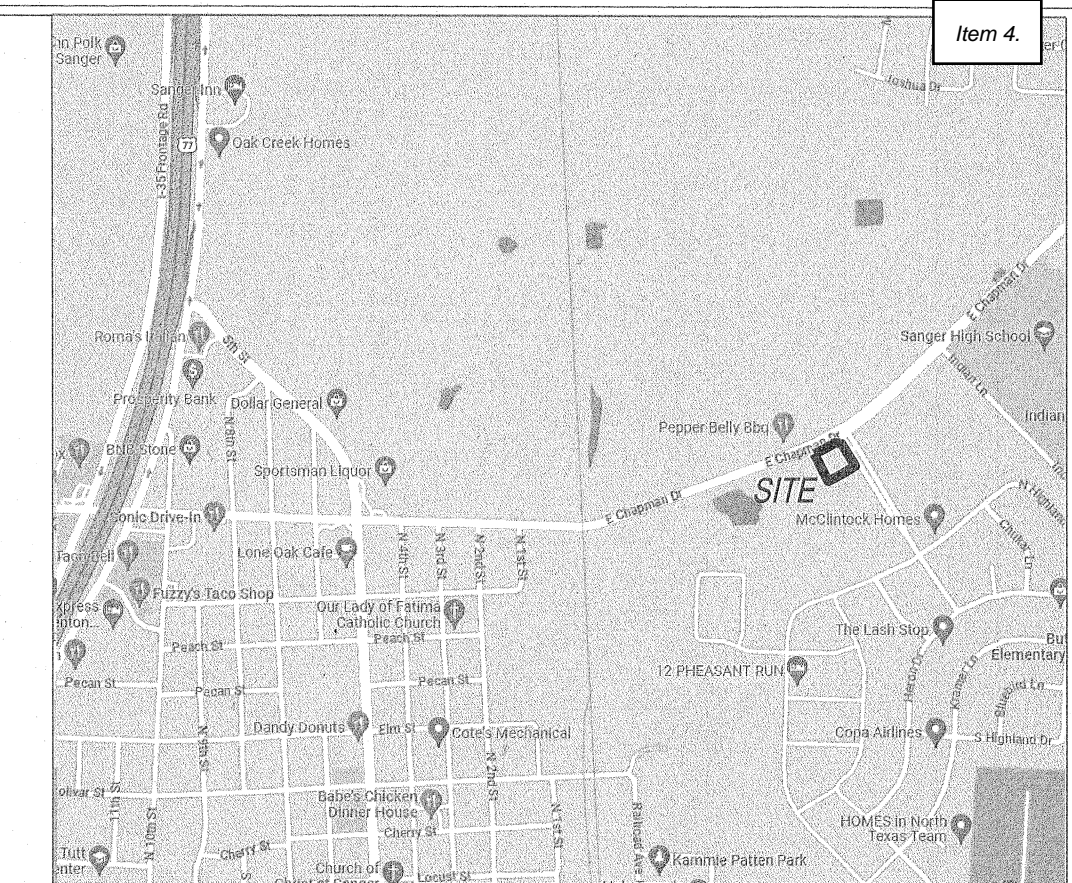 Item 4.
Sanger
Sanger Inn
Joshua Dr
I-35 Frontage Rd
77
Oak Creek Homes
E Chapman Dr
Roma's Italian
5th St
Sanger High School
Indian Ln
Prosperity Bank
Dollar General
Indian
N 8th St
Pepper Belly Bbq
E Chapman Dr
BNB Stone
Sportsman Liquor
SITE
E Chapman Dr
N Highland
Sonic Drive-In
McClintock Homes
Chukar Ln
Taco Bell
Lone Oak Cafe
N 4th St
N 3rd St
N 2nd St
N 1st St
Fuzzy's Taco Shop
Our Lady of Fatima
Catholic Church
The Lash Stop
Peach St
Peach St
Elementary
12 PHEASANT RUN
Heron Dr
Kramer Ln
Bluebird Ln
Pecan St
Pecan St
Pecan St
N 9th St
Dandy Donuts
Elm St
Cote's Mechanical
Copa Airlines
S Highland Dr
N 2nd St
11th St
N 10th St
Babe's Chicken
Dinner House
N 1st St
Railroad Ave
HOMES in North
Texas Team
Cherry St
Cherry St
Tutt
Kammie Patten Park
Church of
Christ at Sanger
Locust St